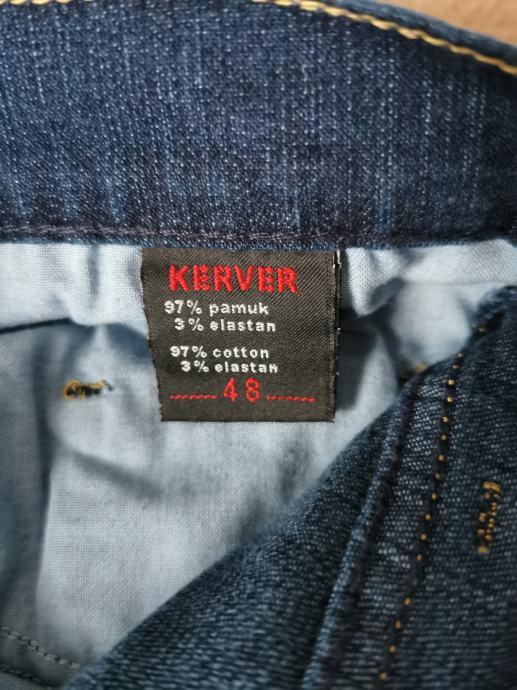 KERVER
97% pamuk
3% elastan
97% cotton
3% elastan
48